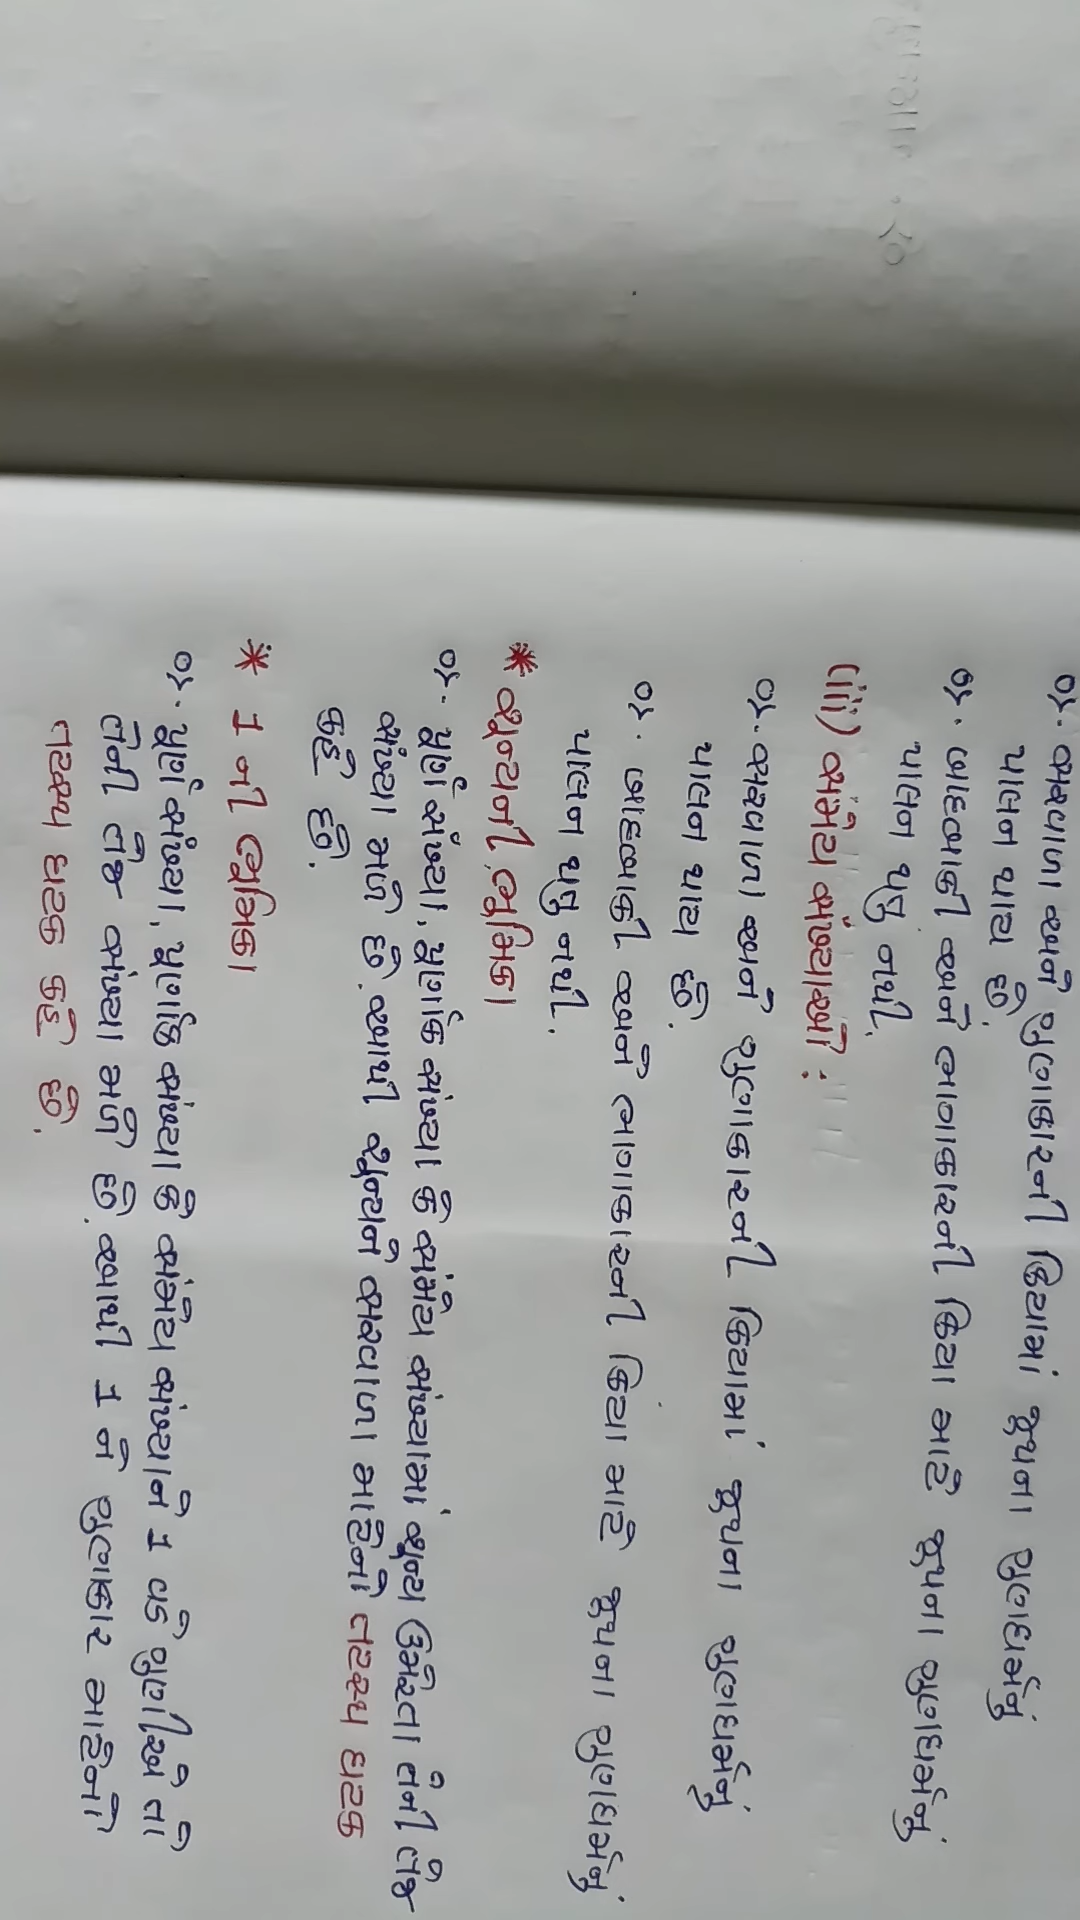 જ. સરવાળા અને ગુણાકારની ક્રિયામાં જૂથના ગુણધર્મનું
પાલન થાય છે.
જ. બાદબાકી અને ભાગાકારની ક્રિયા માટે જૂથના ગુણધર્મનું
પાલન થતુ નથી.
(iii) સંમેય સંખ્યાઓ :
જ. સરવાળા અને ગુણાકારની ક્રિયામાં જૂથના ગુણધર્મનું
પાલન થાય છે.
જ. બાદબાકી અને ભાગાકારની ક્રિયા માટે જૂથના ગુણધર્મનું
પાલન થતુ નથી.
* શૂન્યની ભૂમિકા
જ. પૂર્ણ સંખ્યા, પૂર્ણાંક સંખ્યા કે સંમેય સંખ્યામાં શૂન્ય ઉમેરતા તેની તેજ
સંખ્યા મળે છે. આથી શૂન્યને સરવાળા માટેનો તટસ્થ ઘટક
કહે છે.
* 1 ની ભૂમિકા
જ. પૂર્ણ સંખ્યા, પૂર્ણાંક સંખ્યા કે સંમેય સંખ્યાને 1 વડે ગુણીએ તો
તેની તેજ સંખ્યા મળે છે. આથી 1 ને ગુણાકાર માટેનો
તટસ્થ ઘટક કહે છે.